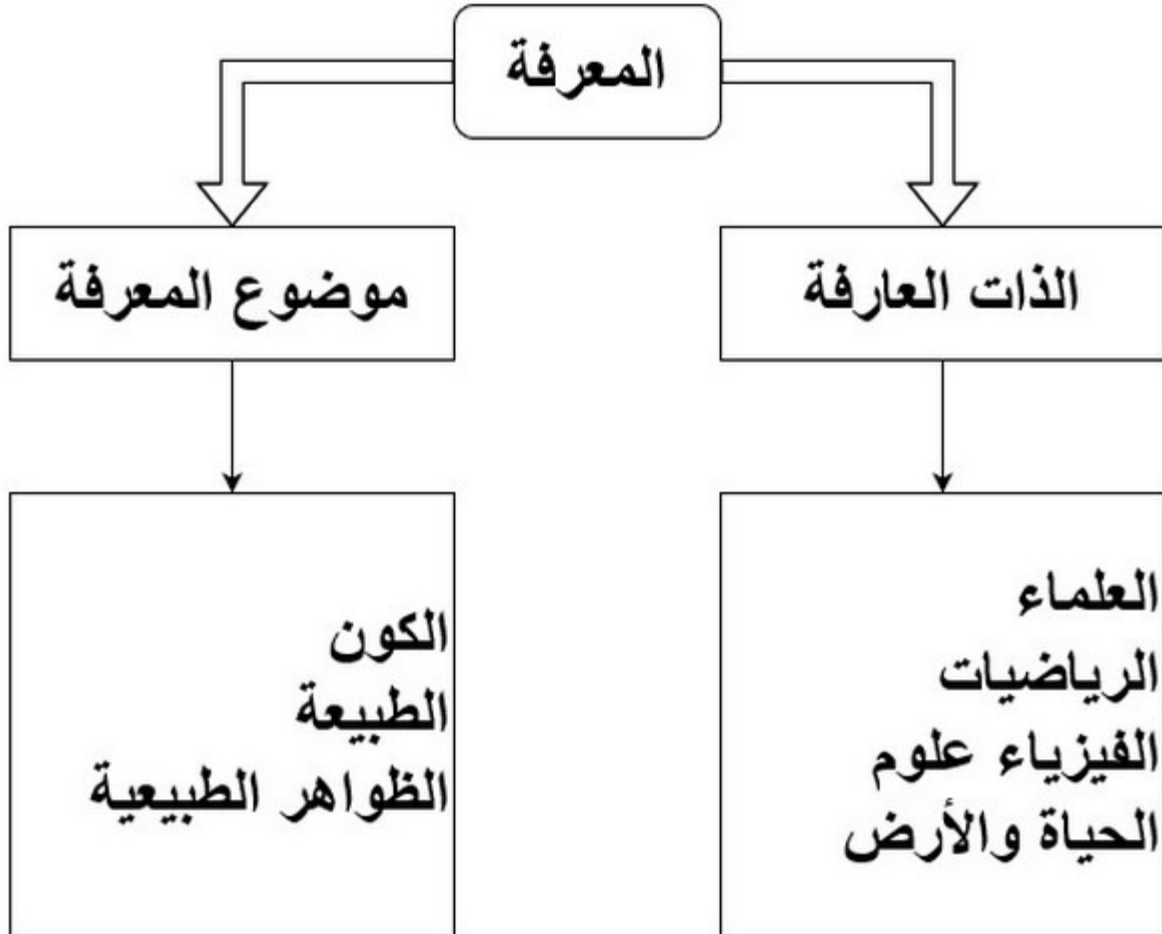 المعرفة
الذات العارفة
موضوع المعرفة
العلماء
الرياضيات
الفيزياء علوم
الحياة والأرض
الكون
الطبيعة
الظواهر الطبيعية